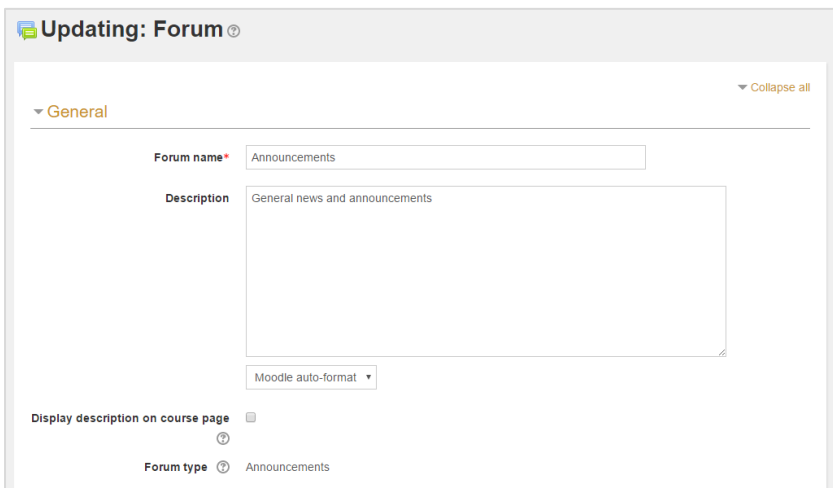 Updating: Forum
Collapse all
General
Forum name*
Announcements
Description
General news and announcements
Moodle auto-format
Display description on course page
Forum type
Announcements